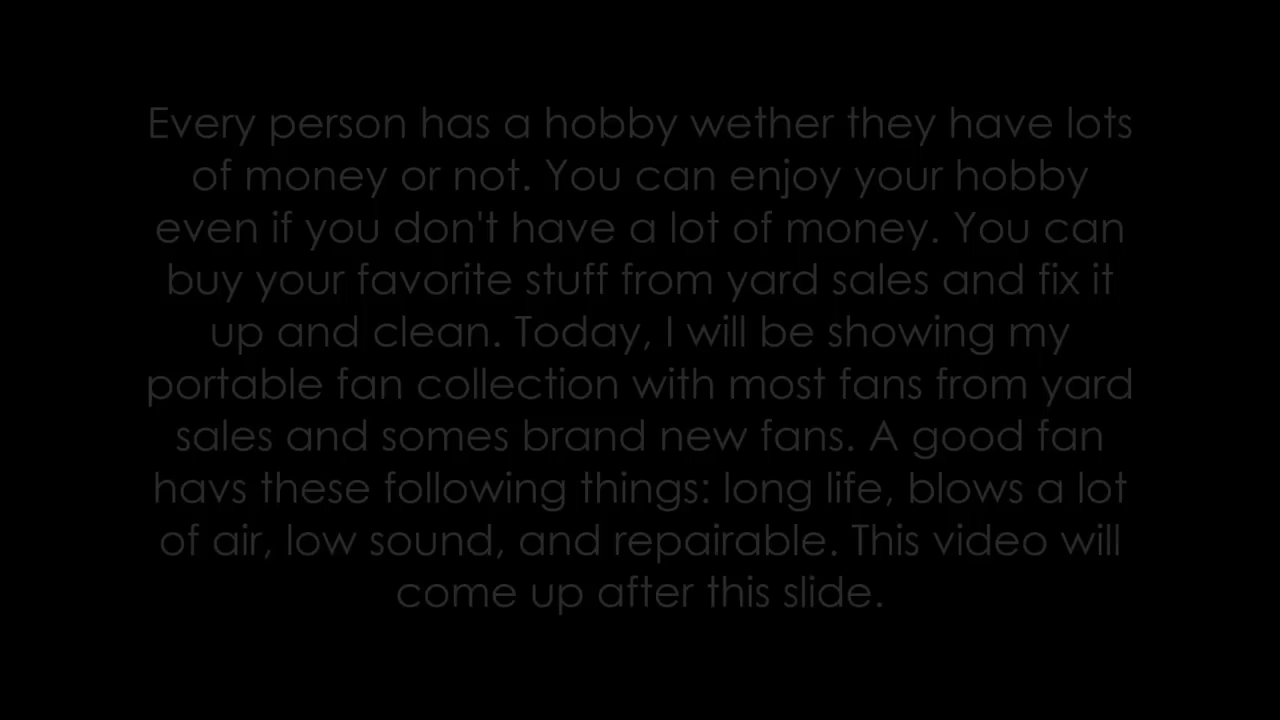 Every person has a hobby wether they have lots
of money or not. You can enjoy your hobby
even if you don't have a lot of money. You can
buy your favorite stuff from yard sales and fix it
up and clean. Today, I will be showing my
portable fan collection with most fans from yard
sales and somes brand new fans. A good fan
havs these following things: long life, blows a lot
of air, low sound, and repairable. This video will
come up after this slide.